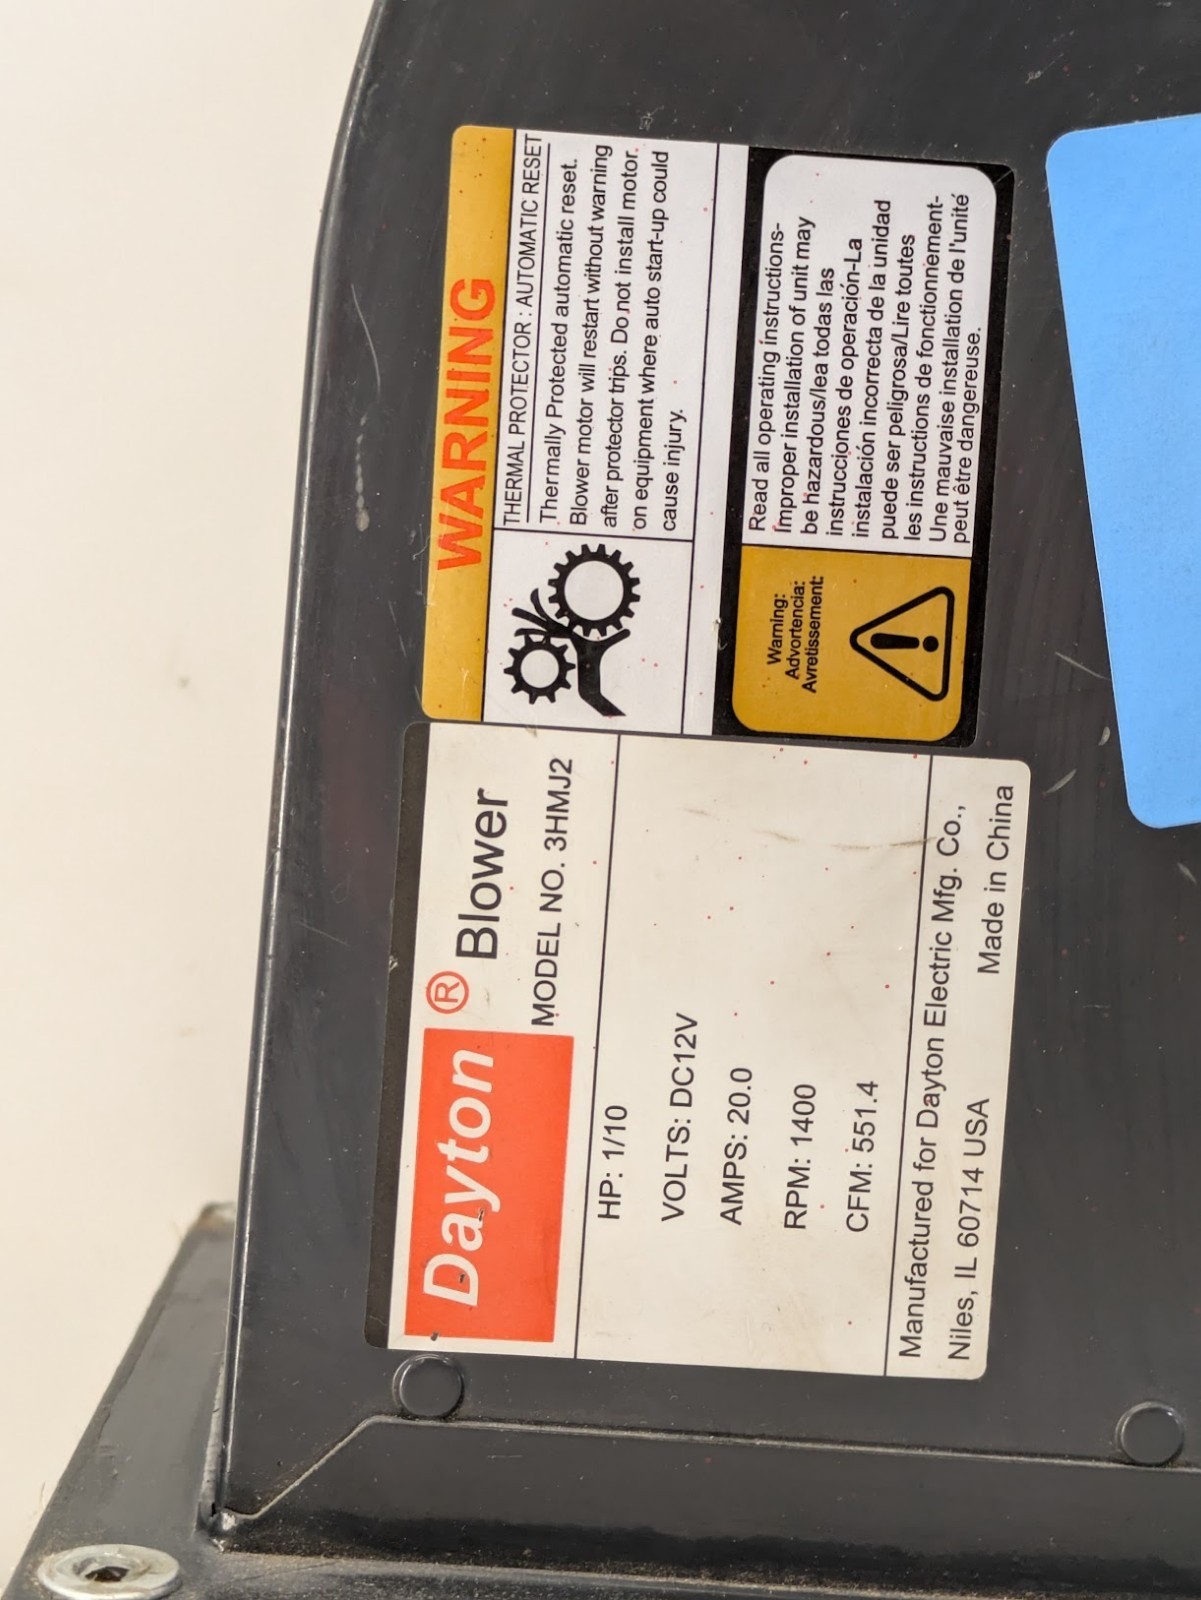 WARNING
THERMAL PROTECTOR : AUTOMATIC RESET
Thermally Protected automatic reset.
Blower motor will restart without warning
after protector trips. Do not install motor.
on equipment where auto start-up could
cause injury.
Warning:
Advortencia:
Avretissement:
Read all operating instructions-
Improper installation of unit may
be hazardous/lea todas las
instrucciones de operación-La
instalación incorrecta de la unidad
puede ser peligrosa/Lire toutes
les instructions de fonctionnement-
Une mauvaise installation de l'unité
peut être dangereuse.
Dayton ® Blower
MODEL NO. 3HMJ2
HP: 1/10
VOLTS: DC12V
AMPS: 20.0
RPM: 1400
CFM: 551.4
Manufactured for Dayton Electric Mfg. Co.,
Niles, IL 60714 USA Made in China